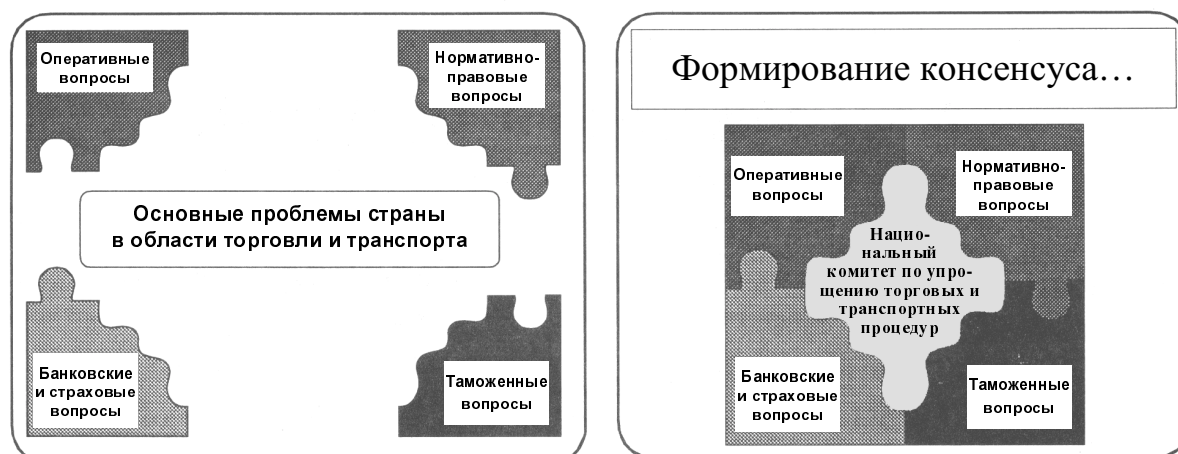 Оперативные
вопросы
Нормативно-
правовые
вопросы
Основные проблемы страны
в области торговли и транспорта
Банковские
и страховые
вопросы
Таможенные
вопросы
Формирование консенсуса…
Оперативные
вопросы
Нормативно-
правовые
вопросы
Нацио-
нальный
комитет по упро-
щению торговых и
транспортных
процедур
Банковские
и страховые
вопросы
Таможенные
вопросы